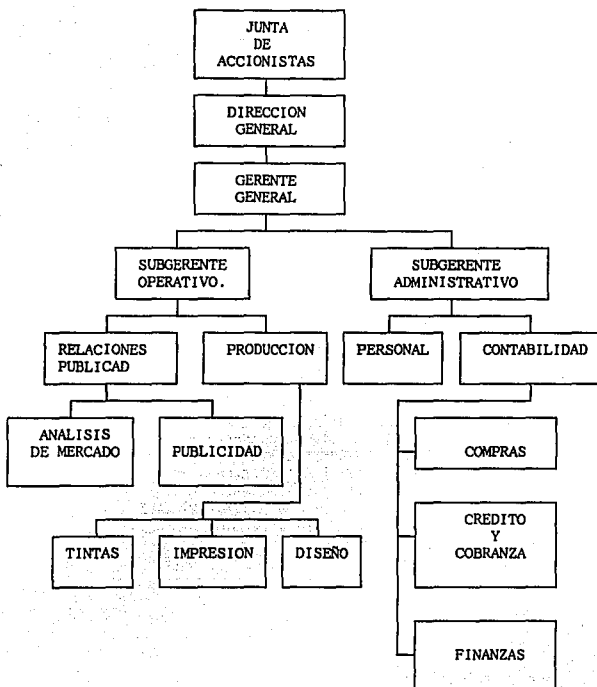 JUNTA
DE
ACCIONISTAS
DIRECCION
GENERAL
GERENTE
GENERAL
SUBGERENTE
OPERATIVO.
SUBGERENTE
ADMINISTRATIVO
RELACIONES
PUBLICAD
PRODUCCION
PERSONAL
CONTABILIDAD
ANALISIS
DE MERCADO
PUBLICIDAD
COMPRAS
CREDITO
Y
COBRANZA
TINTAS
IMPRESION
DISEÑO
FINANZAS